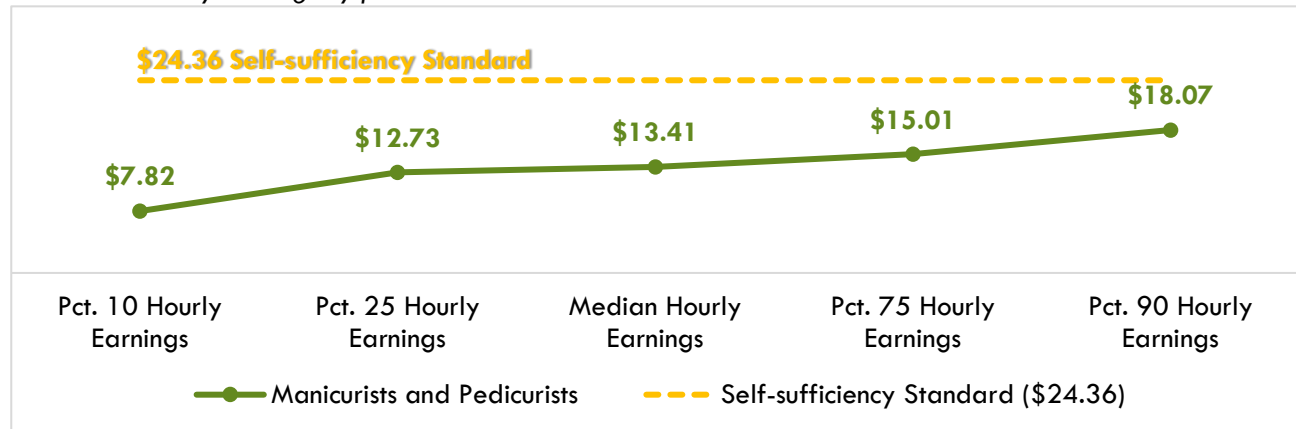 $24.36 Self-sufficiency Standard
$7.82
$12.73
$13.41
$15.01
$18.07
Pct. 10 Hourly Earnings
Pct. 25 Hourly Earnings
Median Hourly Earnings
Pct. 75 Hourly Earnings
Pct. 90 Hourly Earnings
Manicurists and Pedicurists
Self-sufficiency Standard ($24.36)